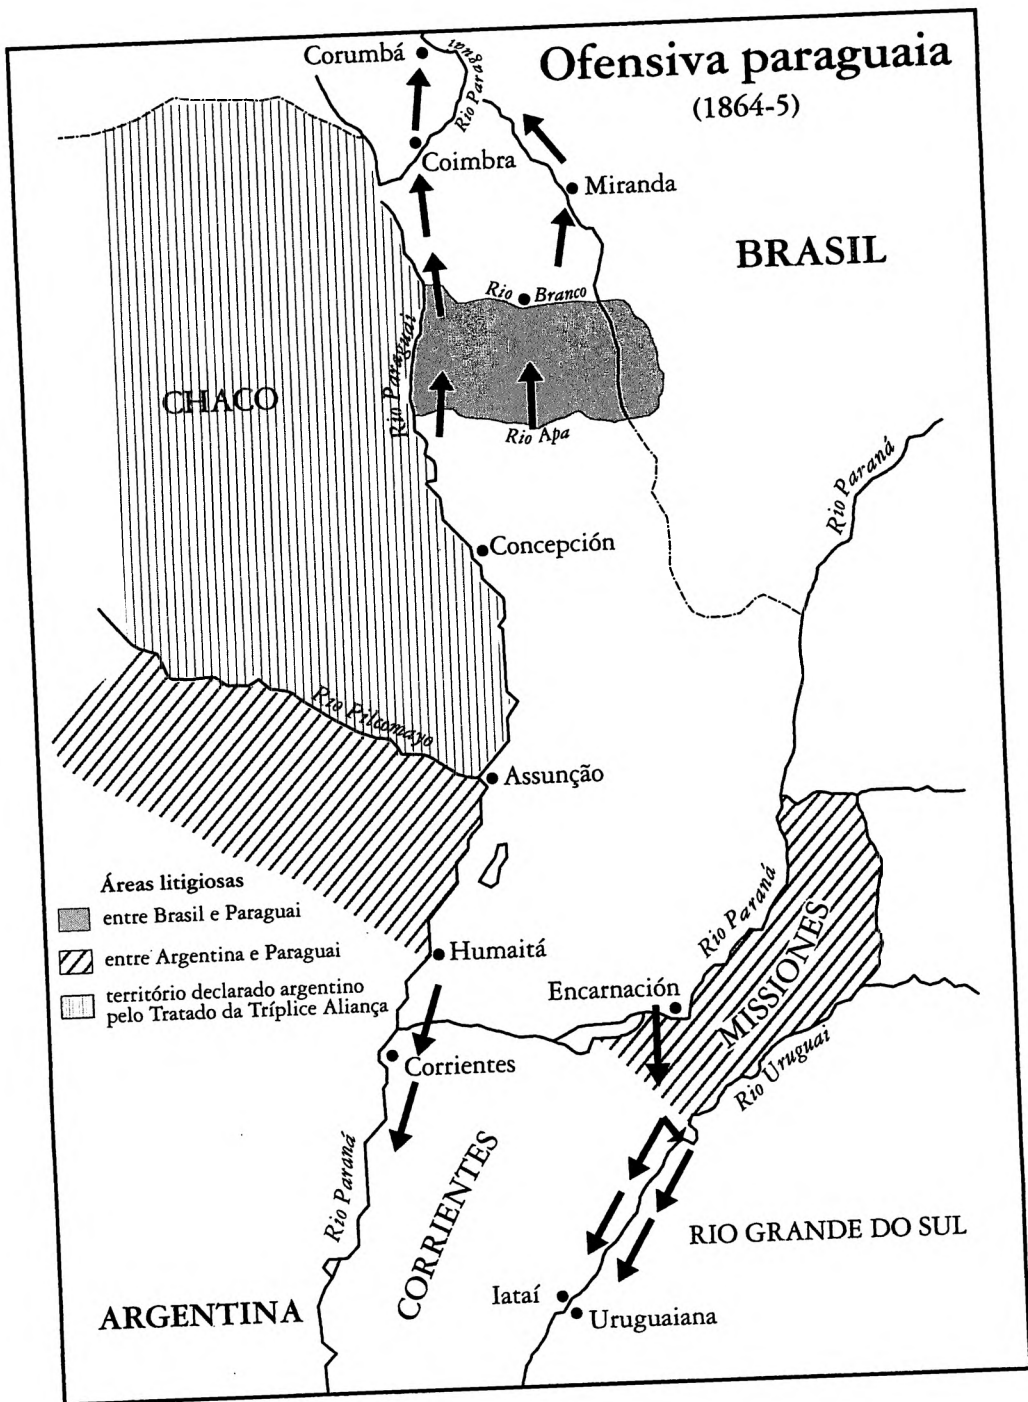 Ofensiva paraguaia
(1864-5)
Corumbá
Rio Paraguai
Coimbra
Miranda
BRASIL
Rio Branco
Rio Paraguai
CHACO
Rio Apa
Rio Paraná
Concepción
Rio Pilcomayo
Assunção
Áreas litigiosas
entre Brasil e Paraguai
entre Argentina e Paraguai
território declarado argentino
pelo Tratado da Tríplice Aliança
Humaitá
Rio Paraná
Encarnación
MISSIONES
Corrientes
Rio Uruguai
Rio Paraná
CORRIENTES
RIO GRANDE DO SUL
Iataí
Uruguaiana
ARGENTINA